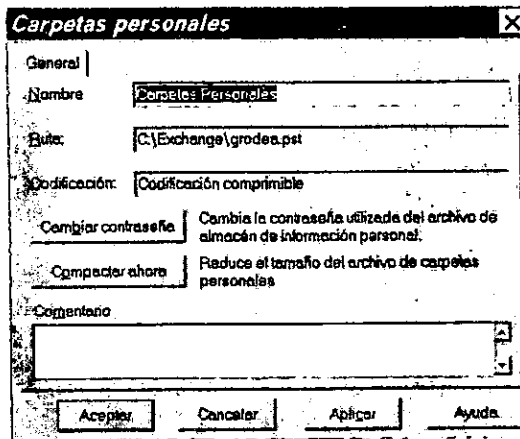 Carpetas personales
General
Nombre Carpetas Personales
Ruta: C:\Exchange\grodea.pst
Codificación: Codificación comprimible
Cambiar contraseña Cambia la contraseña utilizada del archivo de almacén de información personal.
Compactar ahora Reduce el tamaño del archivo de carpetas personales
Comentario
Aceptar Cancelar Aplicar Ayuda